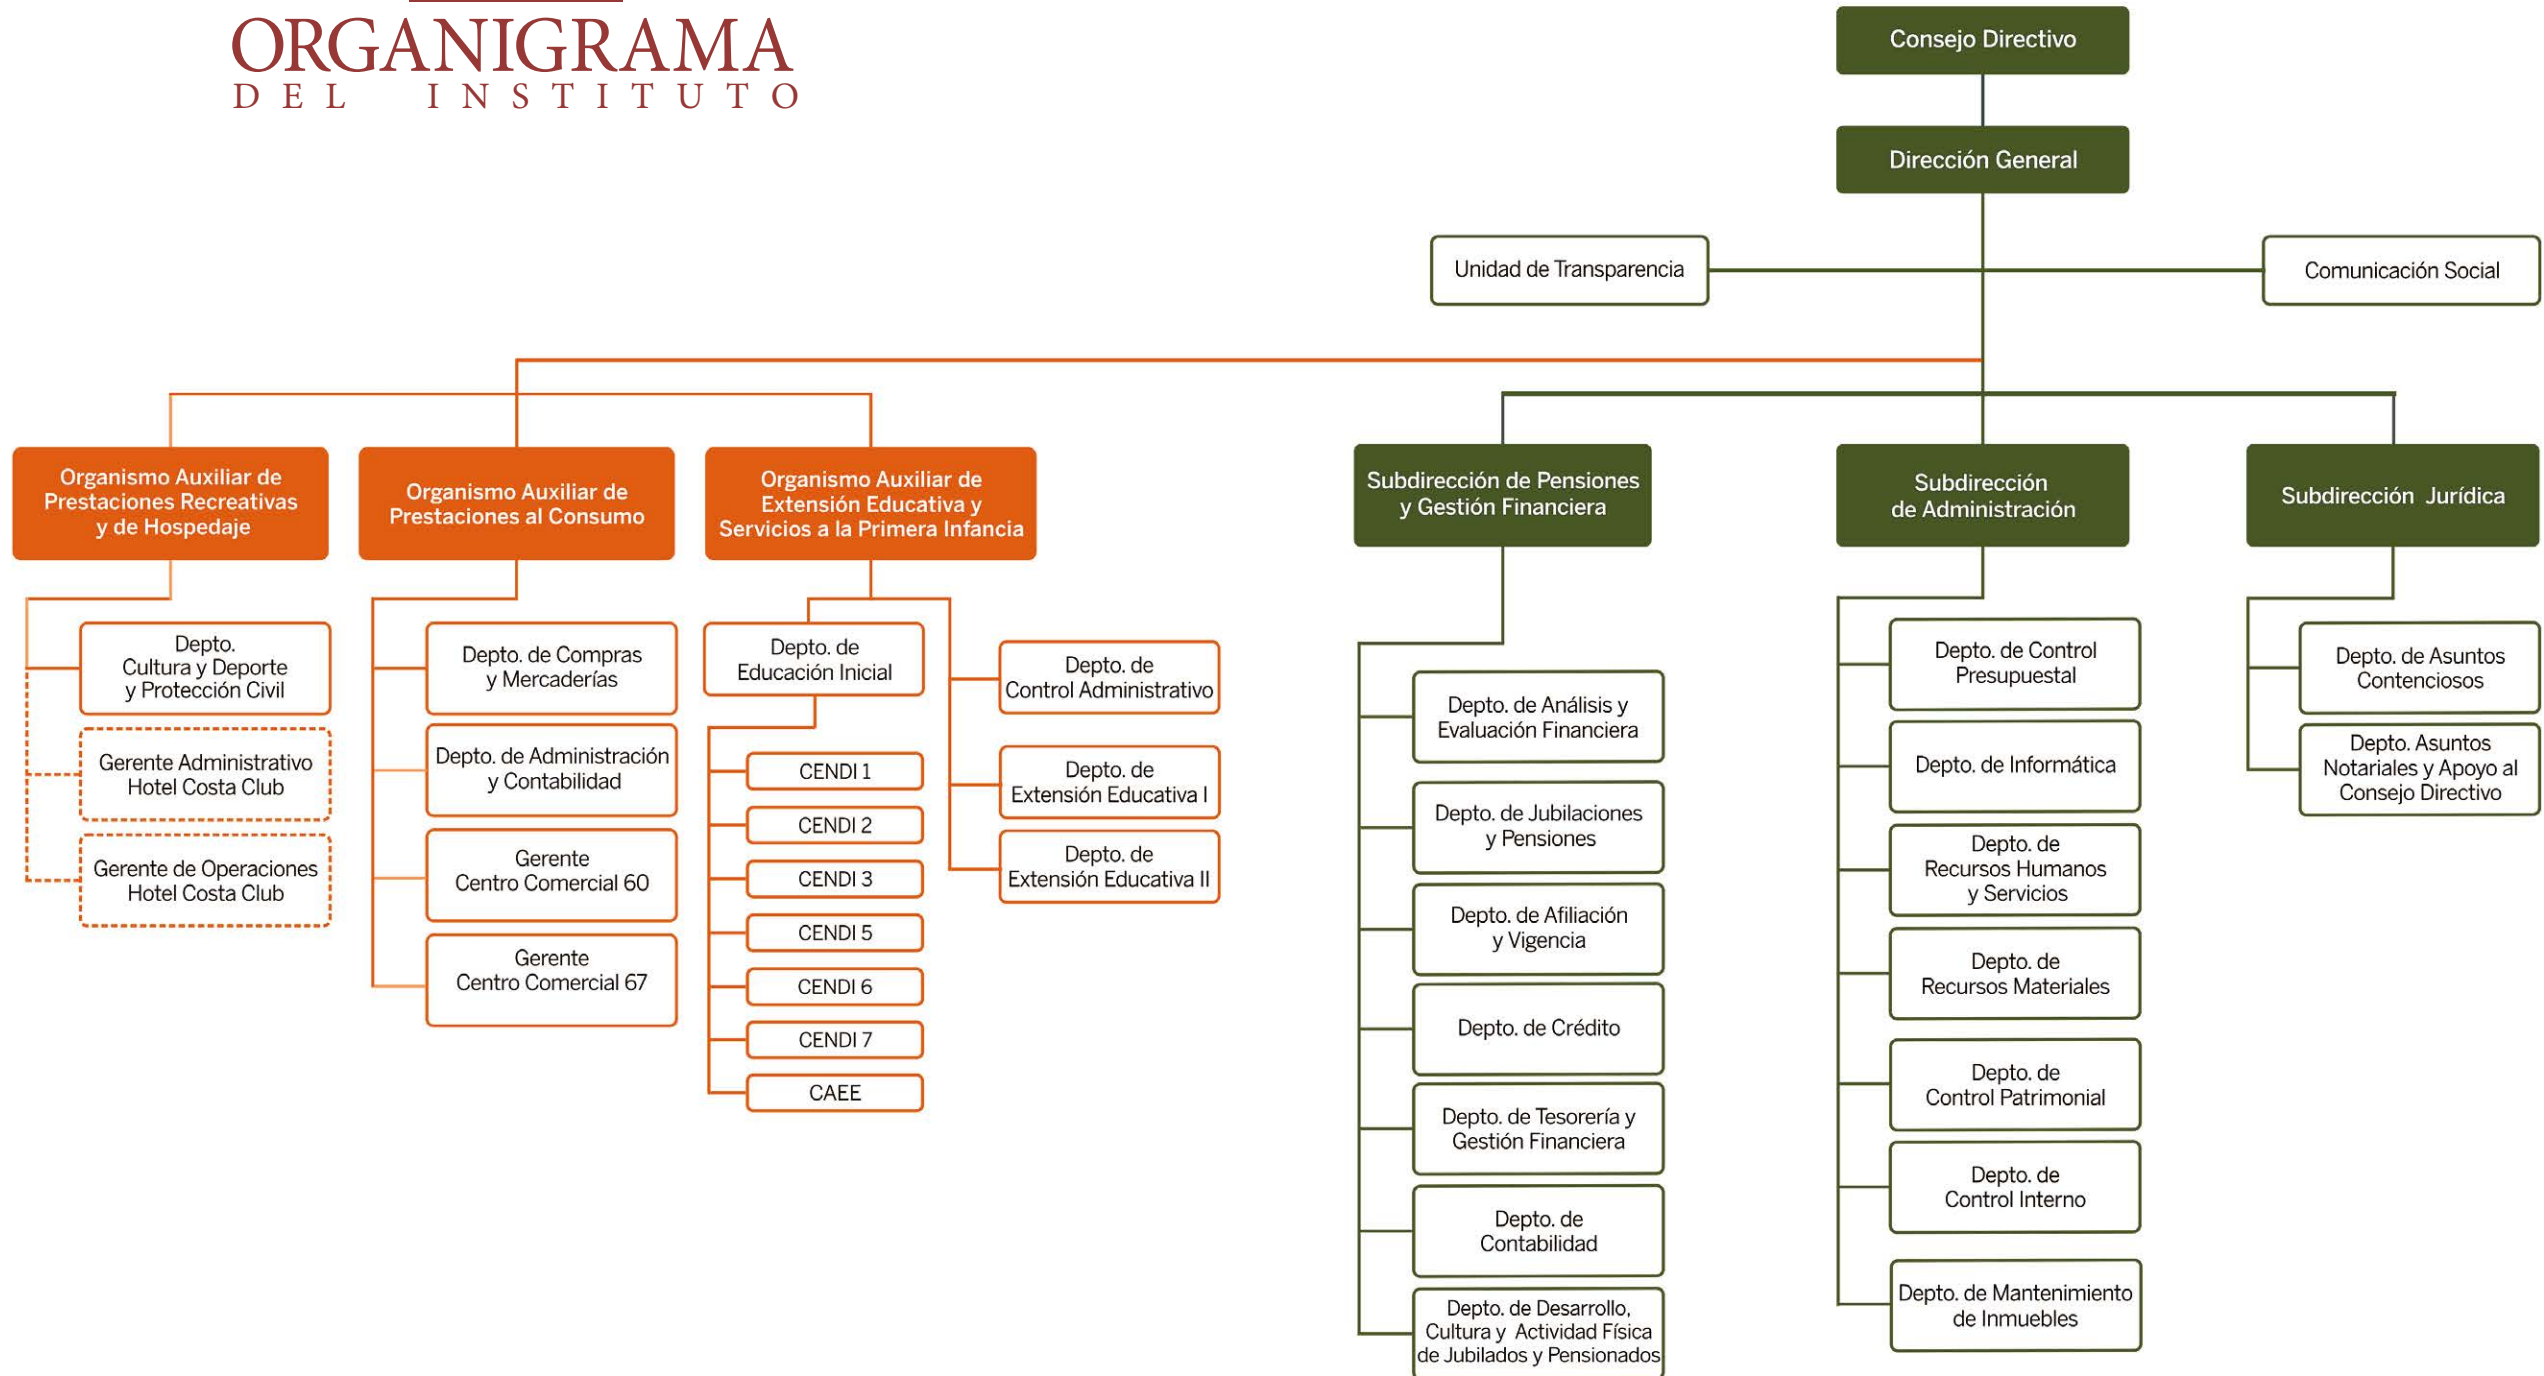 ORGANIGRAMA
DEL INSTITUTO
Consejo Directivo
Dirección General
Unidad de Transparencia
Comunicación Social
Organismo Auxiliar de
Prestaciones Recreativas
y de Hospedaje
Organismo Auxiliar de
Prestaciones al Consumo
Organismo Auxiliar de
Extensión Educativa y
Servicios a la Primera Infancia
Subdirección de Pensiones
y Gestión Financiera
Subdirección
de Administración
Subdirección Jurídica
Depto.
Cultura y Deporte
y Protección Civil
Gerente Administrativo
Hotel Costa Club
Gerente de Operaciones
Hotel Costa Club
Depto. de Compras
y Mercaderías
Depto. de Administración
y Contabilidad
Gerente
Centro Comercial 60
Gerente
Centro Comercial 67
Depto. de
Educación Inicial
CENDI 1
CENDI 2
CENDI 3
CENDI 5
CENDI 6
CENDI 7
CAEE
Depto. de
Control Administrativo
Depto. de
Extensión Educativa I
Depto. de
Extensión Educativa II
Depto. de Análisis y
Evaluación Financiera
Depto. de Jubilaciones
y Pensiones
Depto. de Afiliación
y Vigencia
Depto. de Crédito
Depto. de Tesorería y
Gestión Financiera
Depto. de
Contabilidad
Depto. de Desarrollo,
Cultura y Actividad Física
de Jubilados y Pensionados
Depto. de Control
Presupuestal
Depto. de Informática
Depto. de
Recursos Humanos
y Servicios
Depto. de
Recursos Materiales
Depto. de
Control Patrimonial
Depto. de
Control Interno
Depto. de Mantenimiento
de Inmuebles
Depto. de Asuntos
Contenciosos
Depto. Asuntos
Notariales y Apoyo al
Consejo Directivo